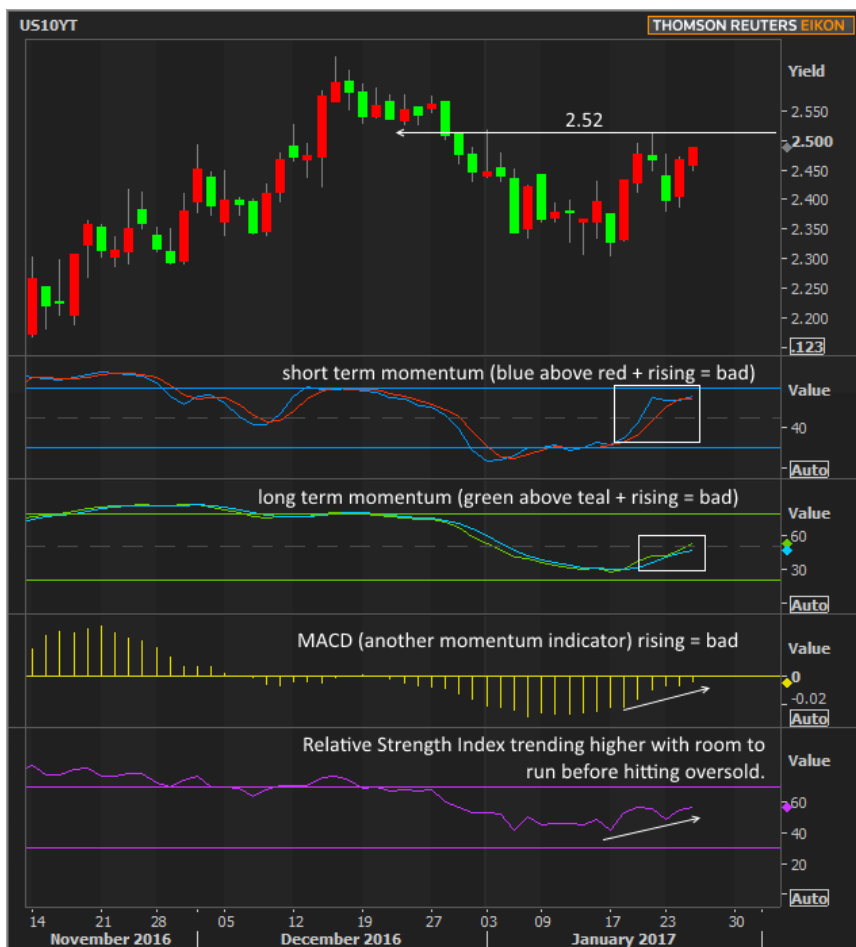 US10YT
THOMSON REUTERS EIKON
Yield
2.52
2.550
2.500
2.450
2.400
2.350
2.300
2.250
2.200
.123
short term momentum (blue above red + rising = bad)
Value
40
Auto
long term momentum (green above teal + rising = bad)
Value
60
30
Auto
MACD (another momentum indicator) rising = bad
Value
0
-0.02
Auto
Relative Strength Index trending higher with room to
run before hitting oversold.
Value
60
40
20
Auto
14 21 28 05 12 19 27 03 09 17 23 30
November 2016 December 2016 January 2017